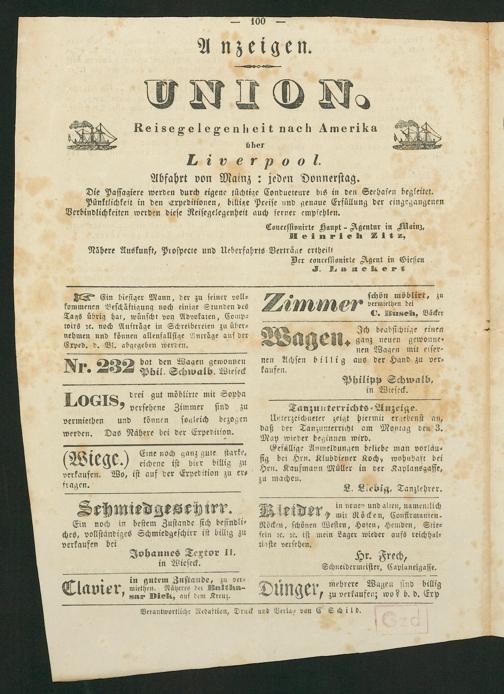 — 100 —
Anzeigen.
UNION.
Reisegelegenheit nach Amerika
über
Liverpool.
Abfahrt von Mainz: jeden Donnerstag.
Die Passagiere werden durch eigene tüchtige Conducteure bis in den Seehafen begleitet.
Pünktlichkeit in den Expeditionen, billige Preise und genaue Erfüllung der eingegangenen
Verbindlichkeiten werden diese Reisegelegenheit auch ferner empfehlen.
Concessionirte Haupt-Agentur in Mainz,
Heinrich Zitz,
Nähere Auskunft, Prospecte und Ueberfahrts Verträge ertheilt
Der concessionirte Agent in Gießen
J. Lanckert
☞ Ein hiesiger Mann, der zu seiner voll-
kommenen Beschäftigung noch einige Stunden des
Tags übrig hat, wünscht von Advokaten, Comp-
toirs ꝛc. noch Aufträge in Schreibereien zu über-
nehmen und können allenfallsige Anträge auf der
Exped. d. Bl. abgegeben werden.
Nr. 232 hat den Wagen gewonnen
Phil. Schwalb. Wieseck
LOGIS, drei gut möblirte mit Sopha
versehene Zimmer sind zu
vermiethen und können sogleich bezogen
werden. Das Nähere bei der Expedition.
(Wiege.) Eine noch ganz gute starke,
eichene ist hier billig zu
verkaufen. Wo, ist auf der Expedition zu er-
fragen.
Schmiedgeschirr.
Ein noch in bestem Zustande sich befindli-
ches, vollständiges Schmiedgeschirr ist billig zu
verkaufen bei
Johannes Textor II.
in Wieseck.
Clavier, in gutem Zustande, zu ver-
miethen. Näheres bei Baltha-
sar Dick, auf dem Kreuz.
Zimmer schön möblirt, zu
vermiethen bei
C. Busch, Bäcker
Wagen. Ich beabsichtige einen
ganz neuen gewonne-
nen Wagen mit eiser-
nen Achsen billig aus der Hand zu ver-
kaufen.
Philipp Schwalb,
in Wieseck.
Tanzunterrichts-Anzeige.
Unterzeichneter zeigt hiermit ergebenst an,
daß der Tanzunterricht am Montag den 3.
May wieder beginnen wird.
Gefällige Anmeldungen beliebe man vorläu-
fig bei Hrn. Klubdiener Koch, wohnhaft bei
Hrn. Kaufmann Müller in der Kaplansgasse,
zu machen.
L. Liebig, Tanzlehrer.
Kleider, in neuen und alten, namentlich
mit Röcken, Confirmanden-
Röcken, schönen Westen, Hosen, Hemden, Stie-
feln ꝛc. ꝛc. ist mein Lager wieder aufs reichhal-
tigste versehen.
Hr. Frech,
Schneidermeister, Caplaneigasse.
Dünger, mehrere Wagen sind billig
zu verkaufen; wo? b. d. Exp
Verantwortliche Redaktion, Druck und Verlag von C Schild.
Gzd